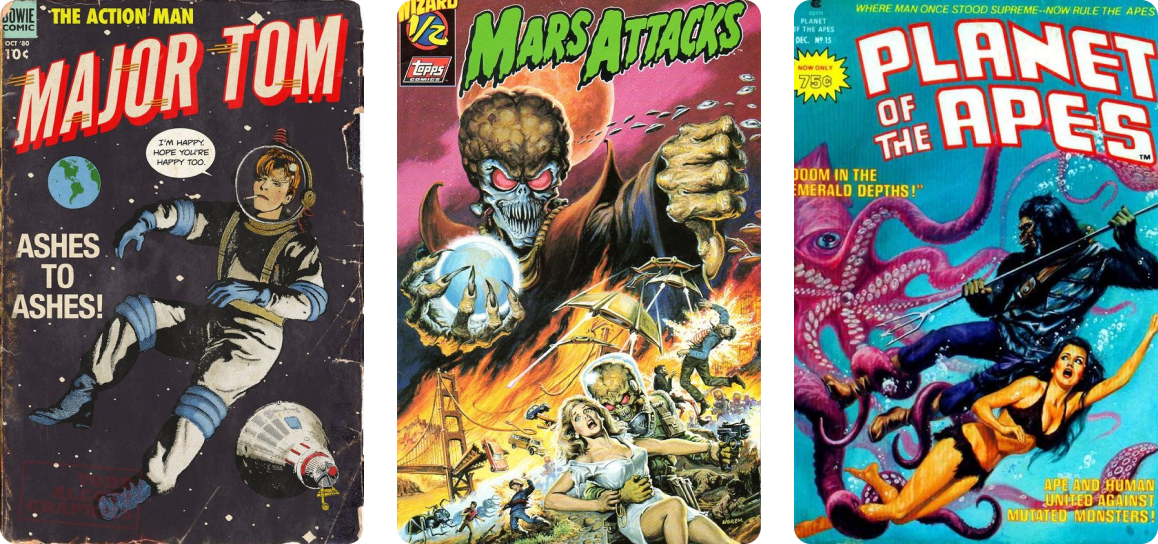 BOWIE
COMIC
THE ACTION MAN
OCT '80
10¢
MAJOR TOM
I'M HAPPY.
HOPE YOU'RE
HAPPY TOO.
ASHES
TO
ASHES!
WIZARD
1/2
topps
COMICS
MARS ATTACKS
NOREM
WHERE MAN ONCE STOOD SUPREME--NOW RULE THE APES
PLANET
OF THE APES
DEC. No 15
NOW ONLY
75¢
PLANET
OF
THE APES
TM
DOOM IN THE
EMERALD DEPTHS!"
APE AND HUMAN
UNITED AGAINST
MUTATED MONSTERS!